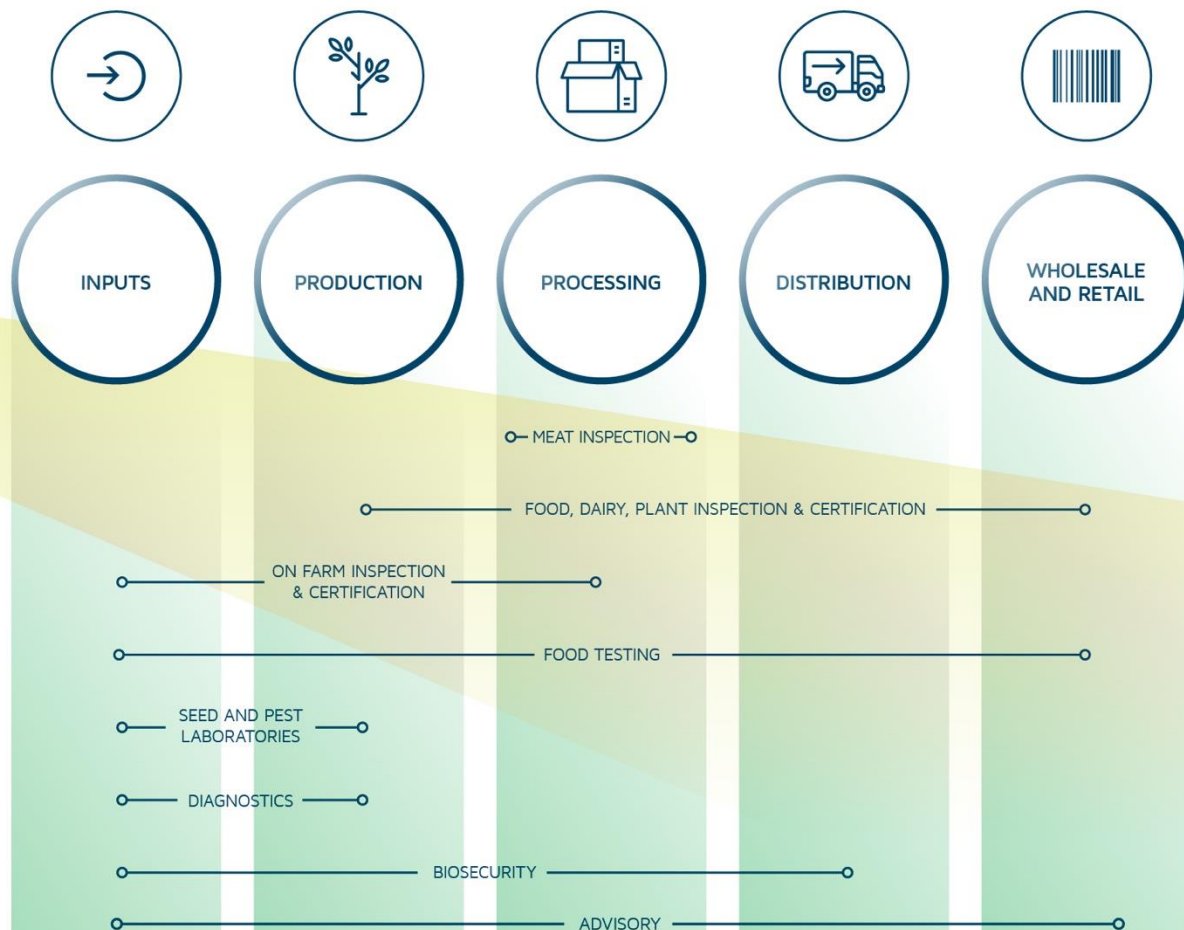 INPUTS
PRODUCTION
PROCESSING
DISTRIBUTION
WHOLESALE
AND RETAIL
MEAT INSPECTION
FOOD, DAIRY, PLANT INSPECTION & CERTIFICATION
ON FARM INSPECTION
& CERTIFICATION
FOOD TESTING
SEED AND PEST
LABORATORIES
DIAGNOSTICS
BIOSECURITY
ADVISORY